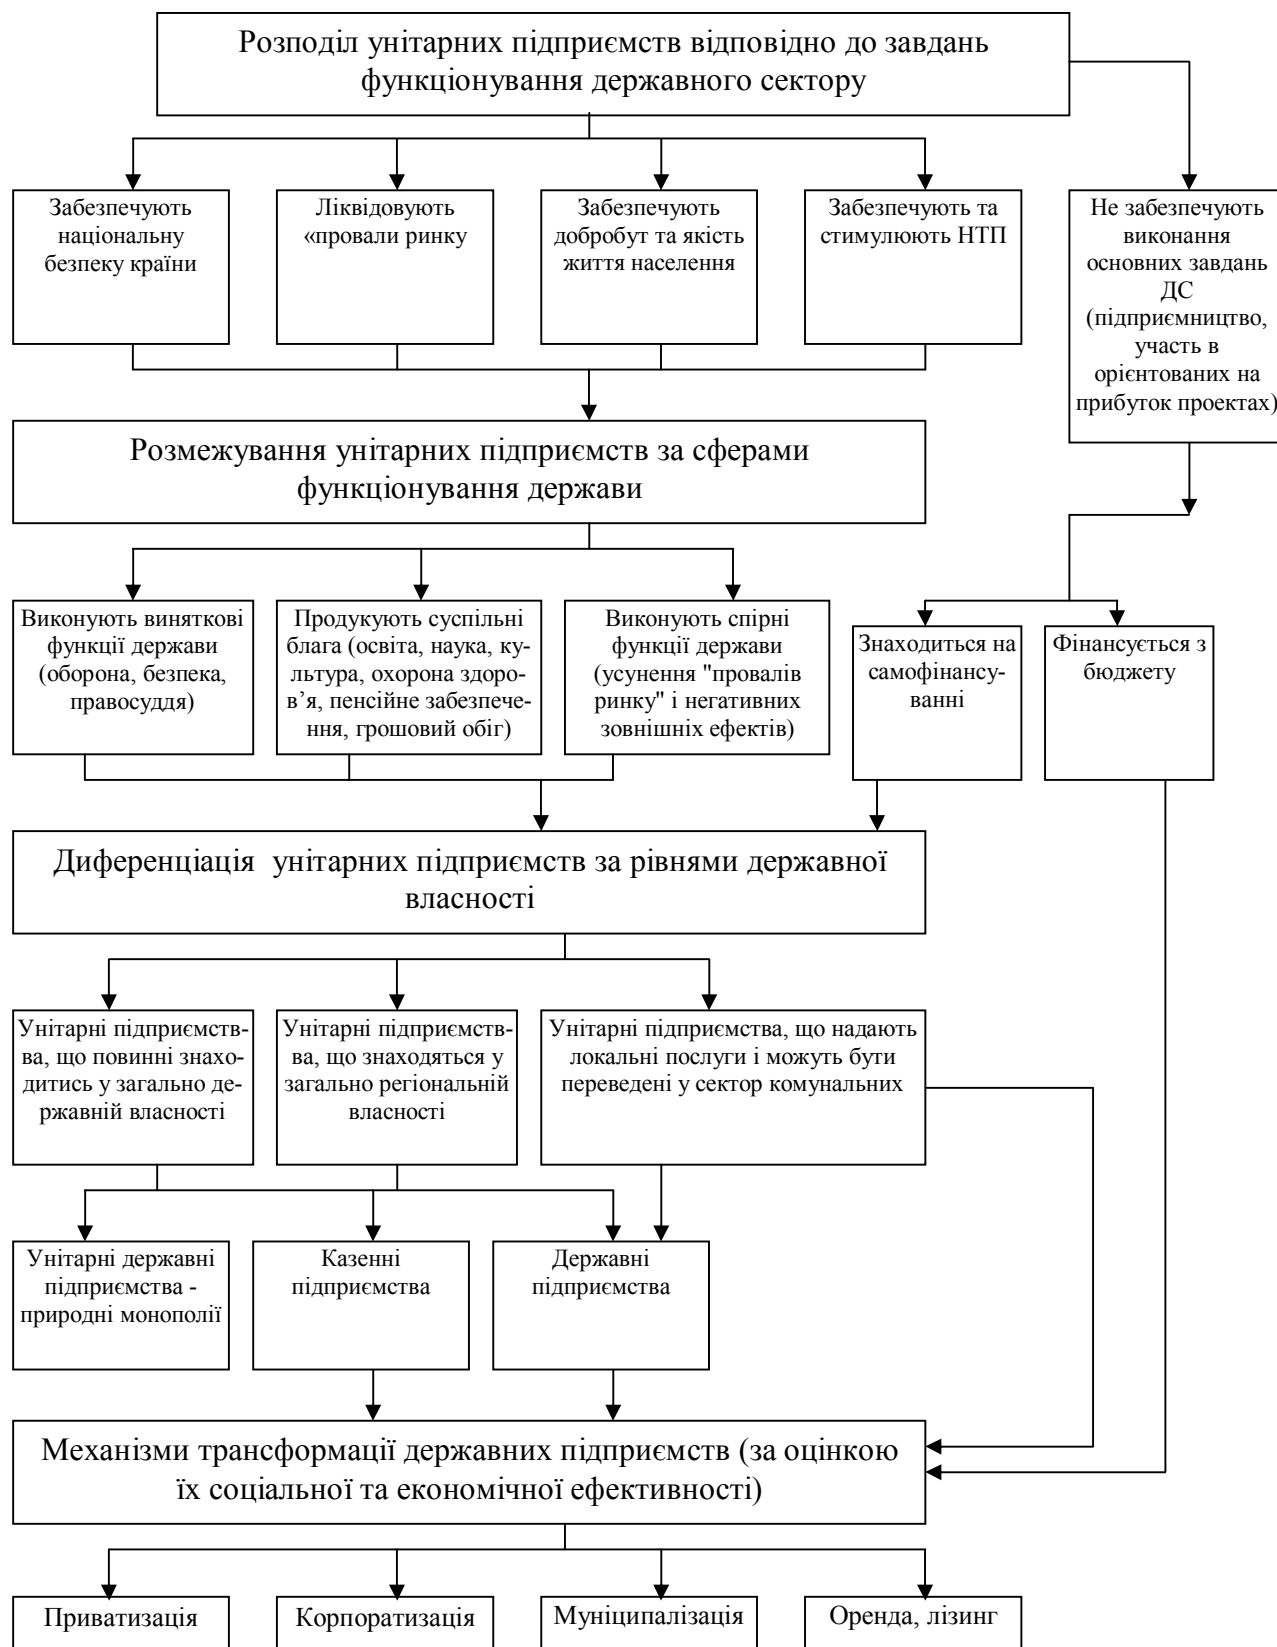 Розподіл унітарних підприємств відповідно до завдань
функціонування державного сектору
Забезпечують
національну
безпеку країни
Ліквідовують
«провали ринку
Забезпечують
добробут та якість
життя населення
Забезпечують та
стимулюють НТП
Не забезпечують
виконання
основних завдань
ДС
(підприємництво,
участь в
орієнтованих на
прибуток проектах)
Розмежування унітарних підприємств за сферами
функціонування держави
Виконують виняткові
функції держави
(оборона, безпека,
правосуддя)
Продукують суспільні
блага (освіта, наука, ку-
льтура, охорона здоро-
в’я, пенсійне забезпече-
ння, грошовий обіг)
Виконують спірні
функції держави
(усунення "провалів
ринку" і негативних
зовнішніх ефектів)
Знаходиться на
самофінансу-
ванні
Фінансується з
бюджету
Диференціація  унітарних підприємств за рівнями державної
власності
Унітарні підприємст-
ва, що повинні знахо-
дитись у загально де-
ржавній власності
Унітарні підприємст-
ва, що знаходяться у
загально регіональній
власності
Унітарні підприємства, що надають
локальні послуги і можуть бути
переведені у сектор комунальних
Унітарні державні
підприємства -
природні монополії
Казенні
підприємства
Державні
підприємства
Механізми трансформації державних підприємств (за оцінкою
їх соціальної та економічної ефективності)
Приватизація
Корпоратизація
Муніципалізація
Оренда, лізинг